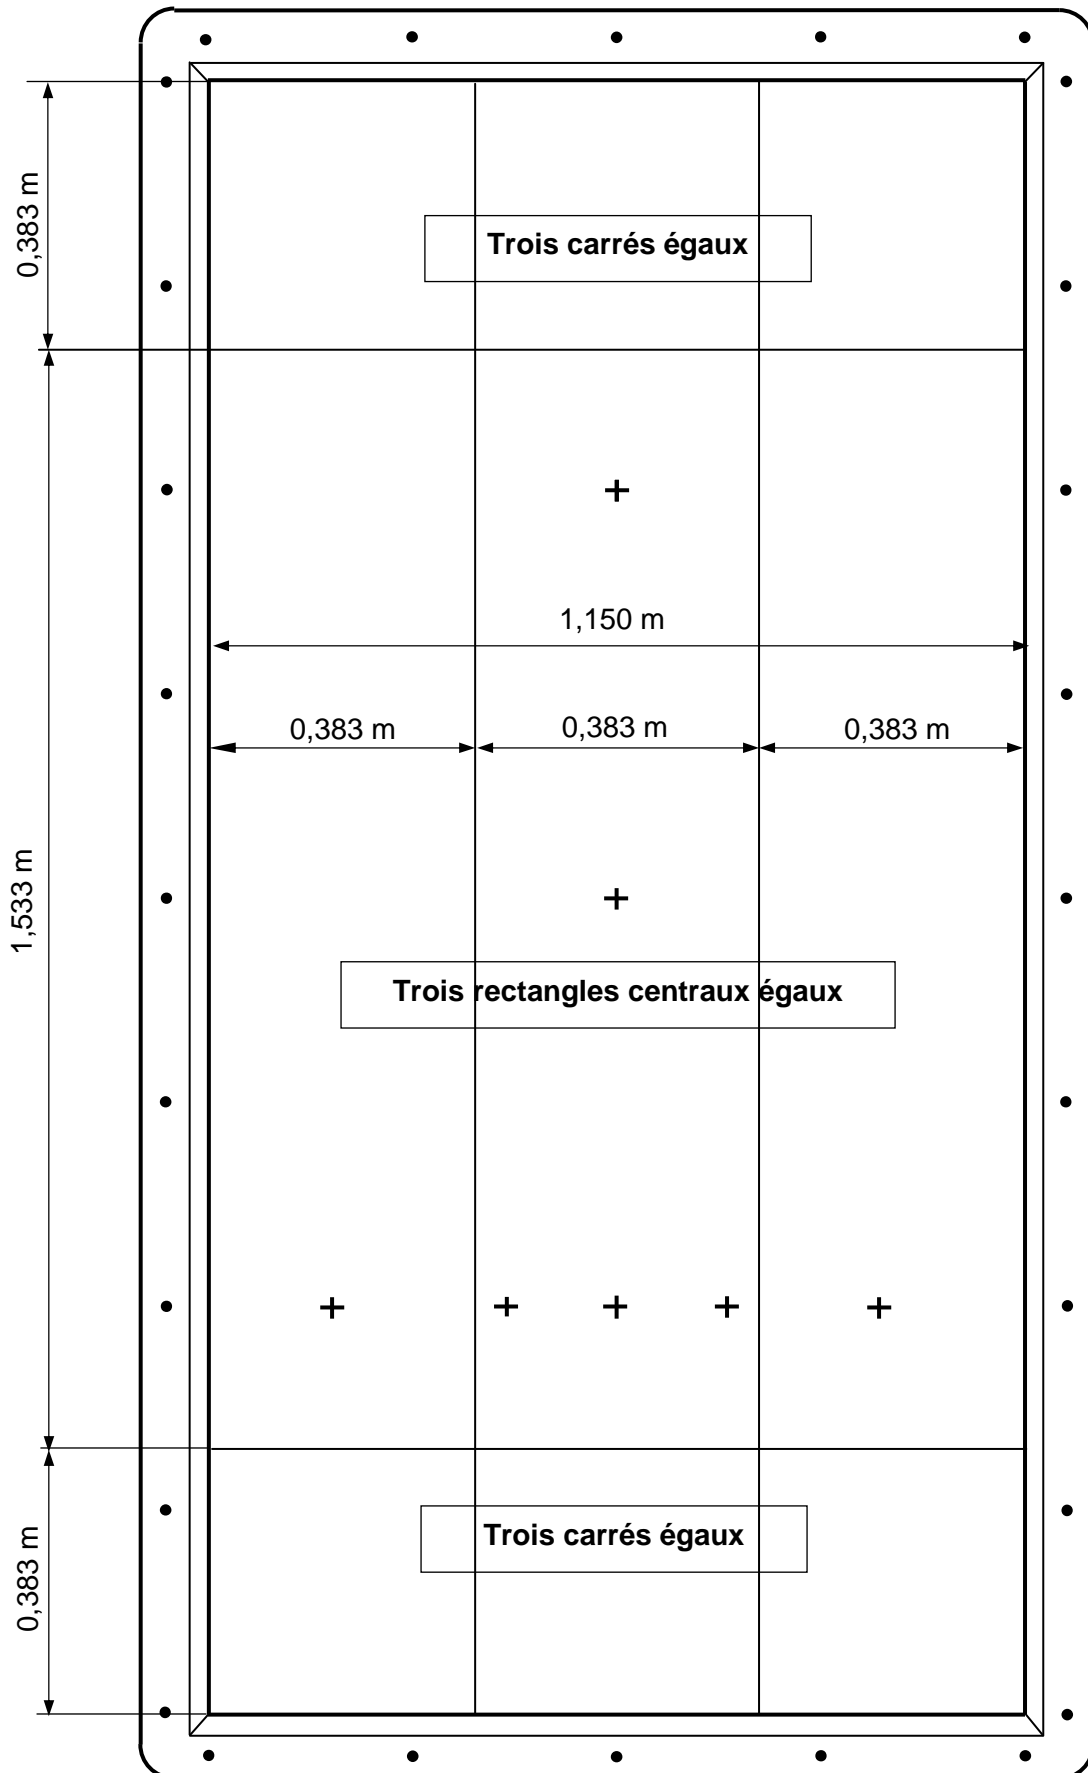 0,383 m
Trois carrés égaux
1,150 m
0,383 m
0,383 m
0,383 m
1,533 m
Trois rectangles centraux égaux
Trois carrés égaux
0,383 m